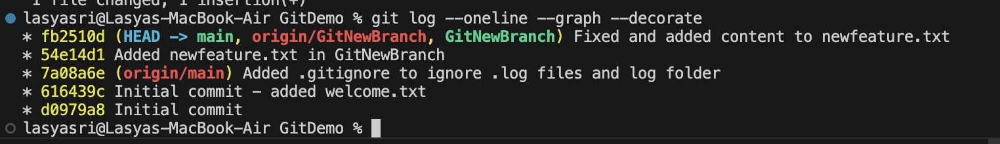 1 file changed, 1 insertion(+)
lasyasri@Lasyas-MacBook-Air GitDemo % git log --oneline --graph --decorate
* fb2510d (HEAD -> main, origin/GitNewBranch, GitNewBranch) Fixed and added content to newfeature.txt
* 54e14d1 Added newfeature.txt in GitNewBranch
* 7a08a6e (origin/main) Added .gitignore to ignore .log files and log folder
* 616439c Initial commit - added welcome.txt
* d0979a8 Initial commit
lasyasri@Lasyas-MacBook-Air GitDemo %